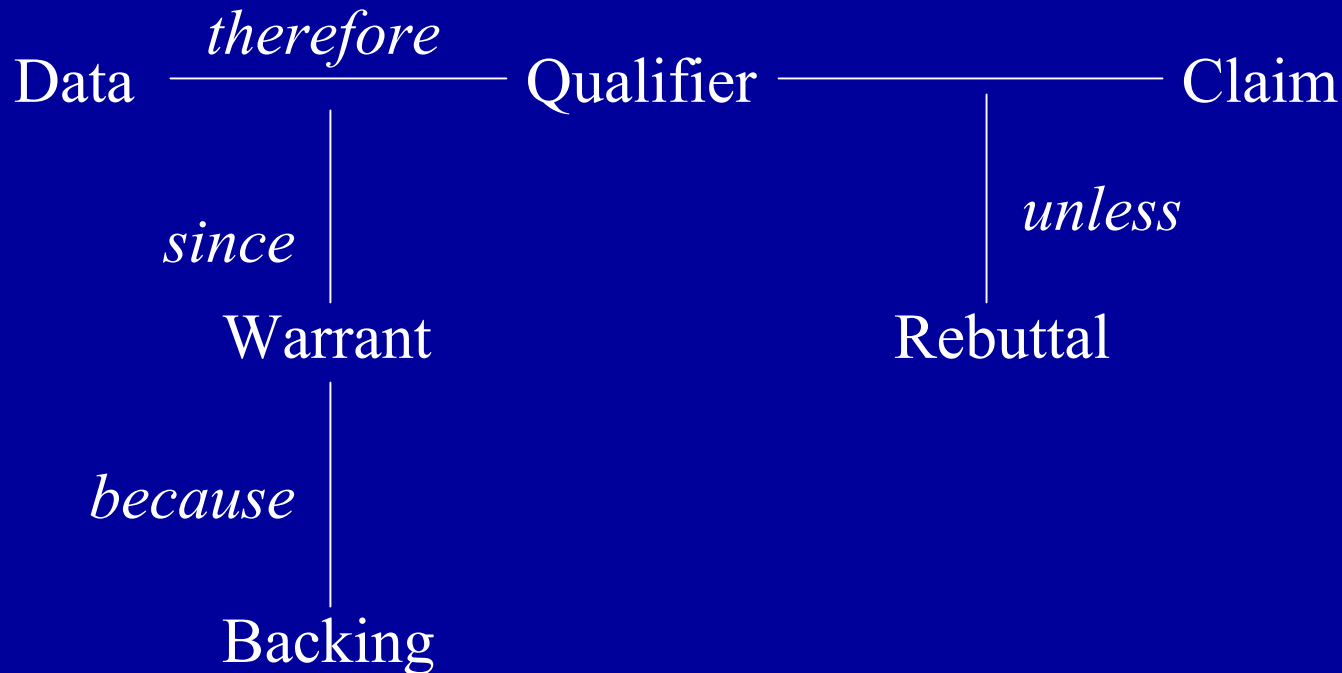 therefore
Data Qualifier Claim
unless
since
Warrant Rebuttal
because
Backing